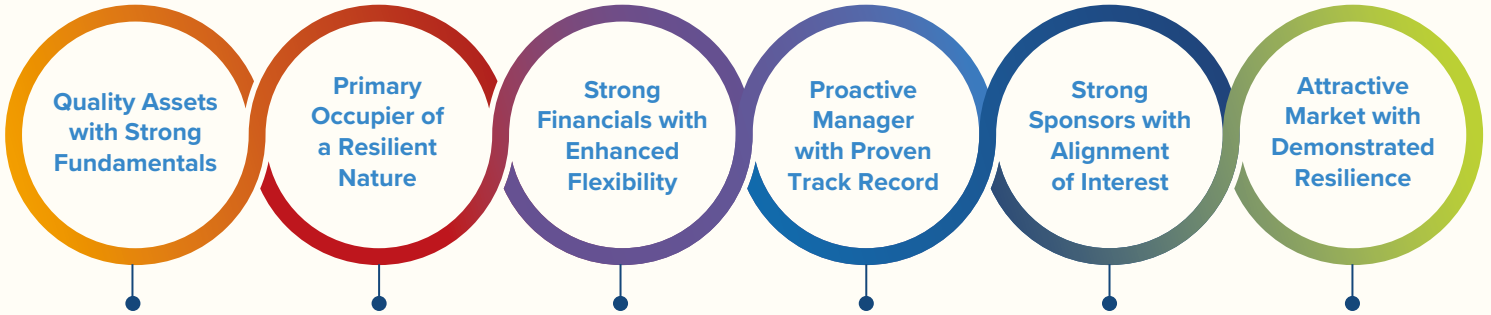 Quality Assets
with Strong
Fundamentals
Primary
Occupier of
a Resilient
Nature
Strong
Financials with
Enhanced
Flexibility
Proactive
Manager
with Proven
Track Record
Strong
Sponsors with
Alignment
of Interest
Attractive
Market with
Demonstrated
Resilience